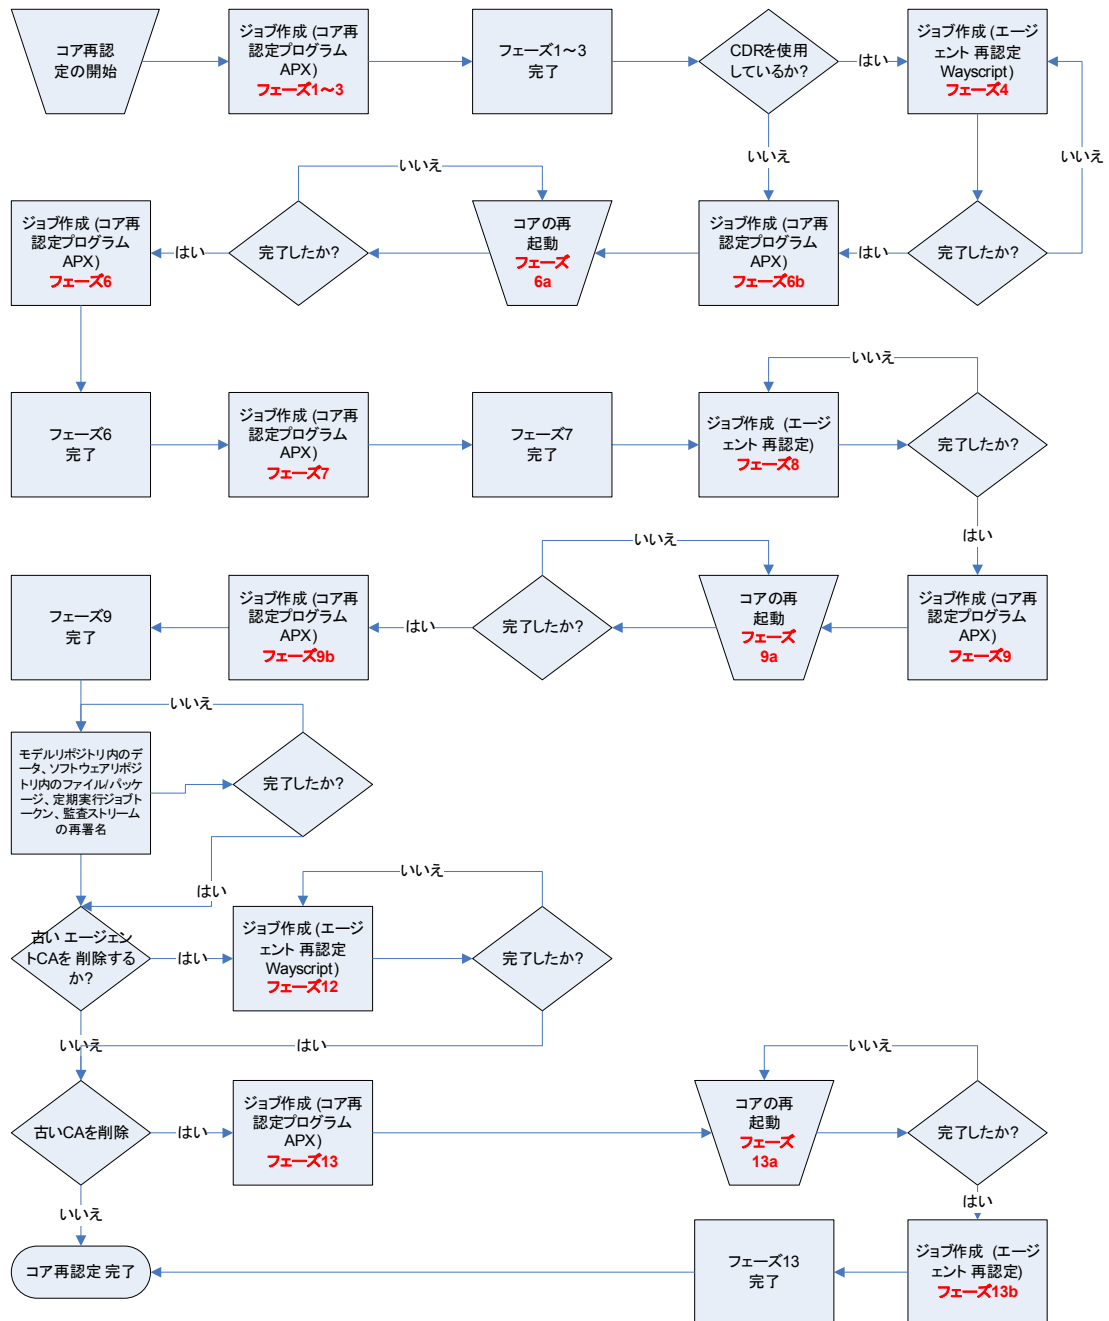 コア再認
定の開始
ジョブ作成 (コア再
認定プログラム
APX)
フェーズ1～3
フェーズ1～3
完了
CDRを使用
しているか?
はい
ジョブ作成 (エージ
ェント 再認定
Wayscript)
フェーズ4
いいえ
いいえ
いいえ
ジョブ作成 (コア再
認定プログラム
APX)
フェーズ6
はい
完了したか?
コアの再
起動
フェーズ
6a
ジョブ作成 (コア再
認定プログラム
APX)
フェーズ6b
はい
完了したか?
フェーズ6
完了
ジョブ作成 (コア再
認定プログラム
APX)
フェーズ7
フェーズ7
完了
ジョブ作成 (エージ
ェント 再認定)
フェーズ8
いいえ
完了したか?
はい
いいえ
フェーズ9
完了
ジョブ作成 (コア再
認定プログラム
APX)
フェーズ9b
はい
完了したか?
コアの再
起動
フェーズ
9a
ジョブ作成 (コア再
認定プログラム
APX)
フェーズ9
いいえ
モデルリポジトリ内のデ
ータ、ソフトウェアリポジ
トリ内のファイル/パッケ
ージ、定期実行ジョブト
ークン、監査ストリーム
の再署名
完了したか?
はい
いいえ
古い エージェン
トCAを 削除する
か?
はい
ジョブ作成 (エージ
ェント 再認定
Wayscript)
フェーズ12
完了したか?
いいえ
はい
いいえ
古いCAを削除
はい
ジョブ作成 (コア再
認定プログラム
APX)
フェーズ13
コアの再
起動
フェーズ
13a
完了したか?
はい
いいえ
コア再認定 完了
フェーズ13
完了
ジョブ作成 (エージ
ェント 再認定)
フェーズ13b